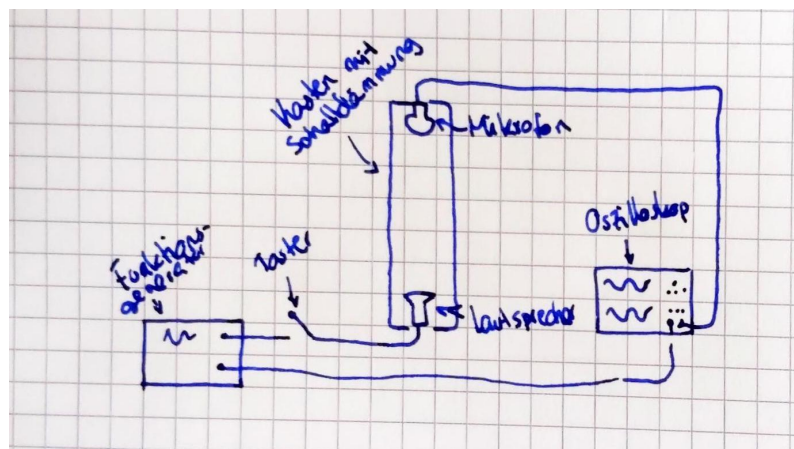 Kasten mit
Schalldämmung
Mikrofon
Oszilloskop
Funktions-
generator
Taster
Lautsprecher